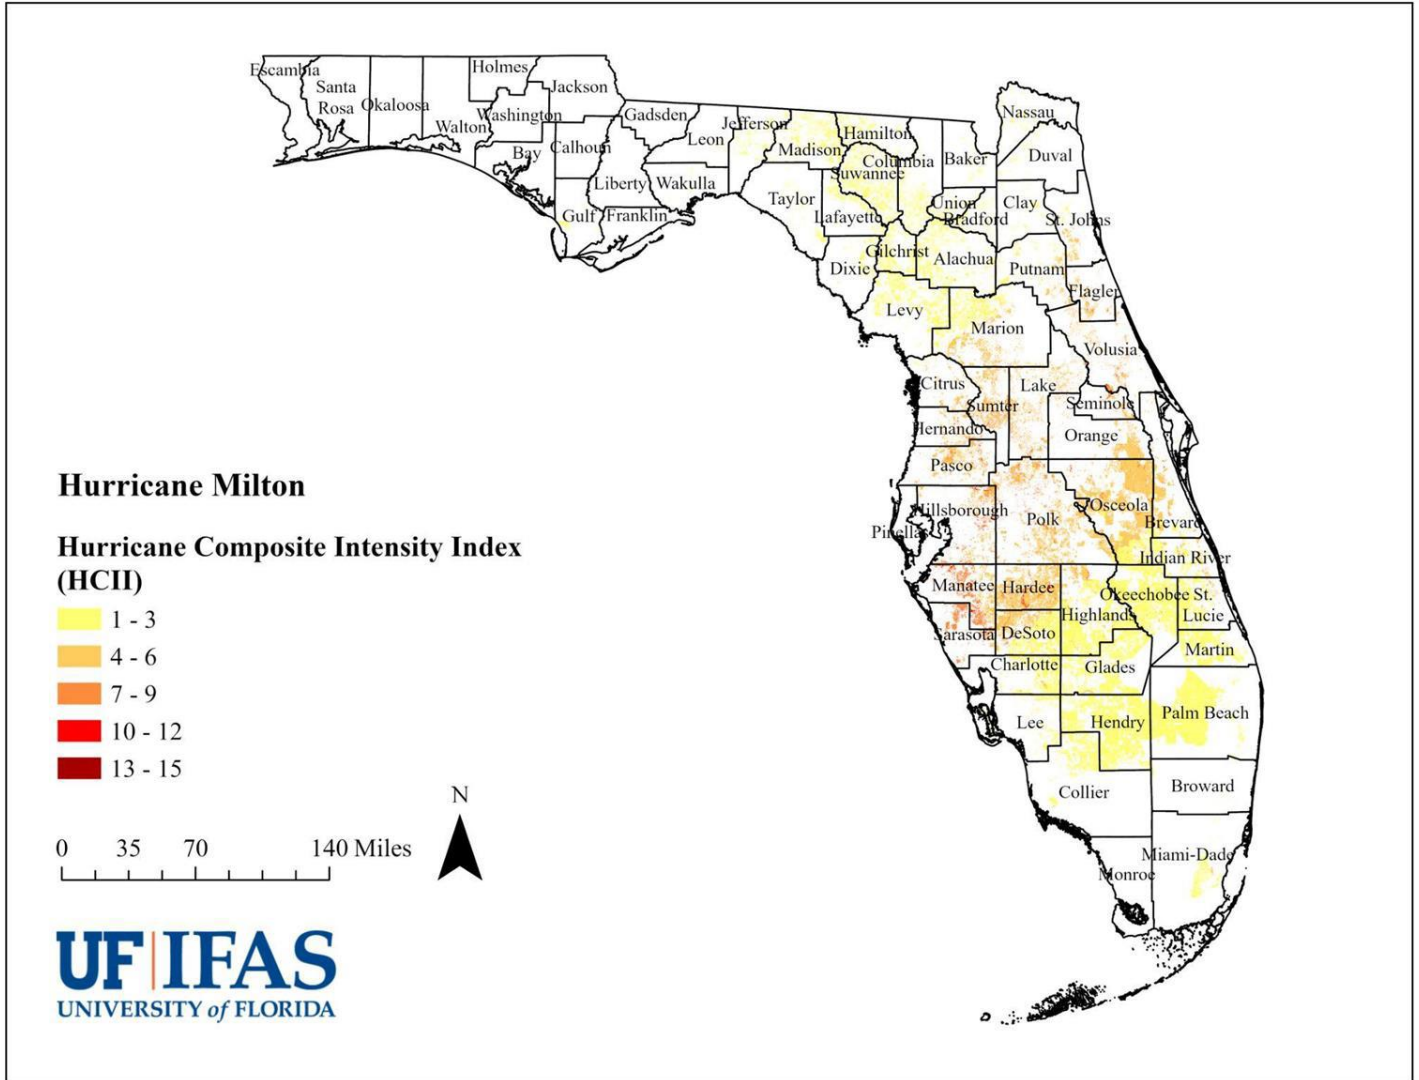 Escambia
Santa
Rosa
Okaloosa
Walton
Holmes
Washington
Jackson
Bay
Calhoun
Gulf
Liberty
Gadsden
Franklin
Leon
Wakulla
Jefferson
Madison
Taylor
Hamilton
Suwannee
Lafayette
Columbia
Dixie
Gilchrist
Baker
Union
Bradford
Alachua
Nassau
Duval
Clay
St. Johns
Putnam
Flagler
Levy
Marion
Volusia
Citrus
Sumter
Lake
Seminole
Hernando
Orange
Pasco
Hillsborough
Pinellas
Polk
Osceola
Brevard
Indian River
Manatee
Hardee
Highlands
Okeechobee
St.
Lucie
Sarasota
DeSoto
Martin
Charlotte
Glades
Lee
Hendry
Palm Beach
Collier
Broward
Miami-Dade
Monroe
Hurricane Milton
Hurricane Composite Intensity Index
(HCII)
1 - 3
4 - 6
7 - 9
10 - 12
13 - 15
0 35 70 140 Miles
N
UF|IFAS
UNIVERSITY of FLORIDA